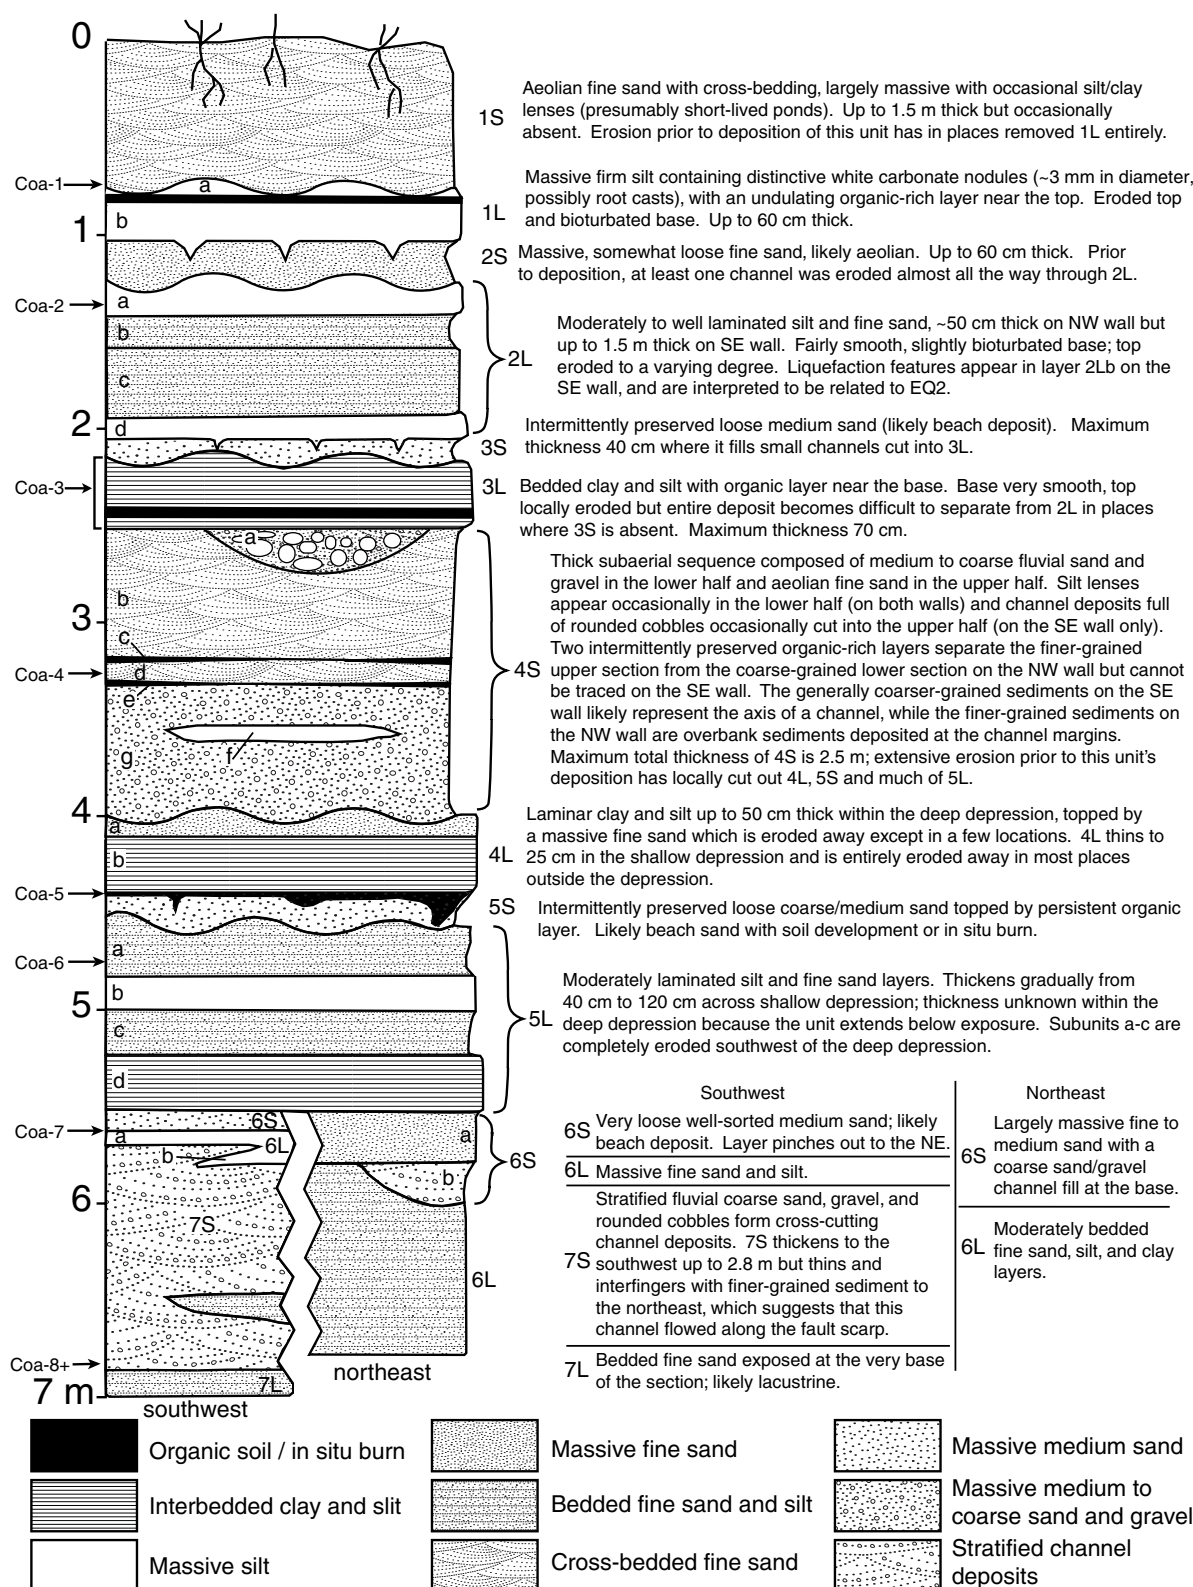 0
Coa-1
a
b
1
Coa-2
a
b
c
2
d
Coa-3
a
b
3
c
Coa-4
d
e
g
f
4
a
b
Coa-5
a
Coa-6
b
5
c
d
Coa-7
6S
a
6L
b
a
b
6S
6
7S
6L
Coa-8+
7L
7 m
southwest
northeast
1S
Aeolian fine sand with cross-bedding, largely massive with occasional silt/clay
lenses (presumably short-lived ponds). Up to 1.5 m thick but occasionally
absent. Erosion prior to deposition of this unit has in places removed 1L entirely.
1L
Massive firm silt containing distinctive white carbonate nodules (~3 mm in diameter,
possibly root casts), with an undulating organic-rich layer near the top. Eroded top
and bioturbated base. Up to 60 cm thick.
2S
Massive, somewhat loose fine sand, likely aeolian. Up to 60 cm thick. Prior
to deposition, at least one channel was eroded almost all the way through 2L.
2L
Moderately to well laminated silt and fine sand, ~50 cm thick on NW wall but
up to 1.5 m thick on SE wall. Fairly smooth, slightly bioturbated base; top
eroded to a varying degree. Liquefaction features appear in layer 2Lb on the
SE wall, and are interpreted to be related to EQ2.
3S
Intermittently preserved loose medium sand (likely beach deposit). Maximum
thickness 40 cm where it fills small channels cut into 3L.
3L
Bedded clay and silt with organic layer near the base. Base very smooth, top
locally eroded but entire deposit becomes difficult to separate from 2L in places
where 3S is absent. Maximum thickness 70 cm.
4S
Thick subaerial sequence composed of medium to coarse fluvial sand and
gravel in the lower half and aeolian fine sand in the upper half. Silt lenses
appear occasionally in the lower half (on both walls) and channel deposits full
of rounded cobbles occasionally cut into the upper half (on the SE wall only).
Two intermittently preserved organic-rich layers separate the finer-grained
upper section from the coarse-grained lower section on the NW wall but cannot
be traced on the SE wall. The generally coarser-grained sediments on the SE
wall likely represent the axis of a channel, while the finer-grained sediments on
the NW wall are overbank sediments deposited at the channel margins.
Maximum total thickness of 4S is 2.5 m; extensive erosion prior to this unit's
deposition has locally cut out 4L, 5S and much of 5L.
4L
Laminar clay and silt up to 50 cm thick within the deep depression, topped by
a massive fine sand which is eroded away except in a few locations. 4L thins to
25 cm in the shallow depression and is entirely eroded away in most places
outside the depression.
5S
Intermittently preserved loose coarse/medium sand topped by persistent organic
layer. Likely beach sand with soil development or in situ burn.
5L
Moderately laminated silt and fine sand layers. Thickens gradually from
40 cm to 120 cm across shallow depression; thickness unknown within the
deep depression because the unit extends below exposure. Subunits a-c are
completely eroded southwest of the deep depression.
Southwest
6S
Very loose well-sorted medium sand; likely
beach deposit. Layer pinches out to the NE.
6L
Massive fine sand and silt.
7S
Stratified fluvial coarse sand, gravel, and
rounded cobbles form cross-cutting
channel deposits. 7S thickens to the
southwest up to 2.8 m but thins and
interfingers with finer-grained sediment to
the northeast, which suggests that this
channel flowed along the fault scarp.
7L
Bedded fine sand exposed at the very base
of the section; likely lacustrine.
Northeast
6S
Largely massive fine to
medium sand with a
coarse sand/gravel
channel fill at the base.
6L
Moderately bedded
fine sand, silt, and clay
layers.
Organic soil / in situ burn
Interbedded clay and slit
Massive silt
Massive fine sand
Bedded fine sand and silt
Cross-bedded fine sand
Massive medium sand
Massive medium to
coarse sand and gravel
Stratified channel
deposits